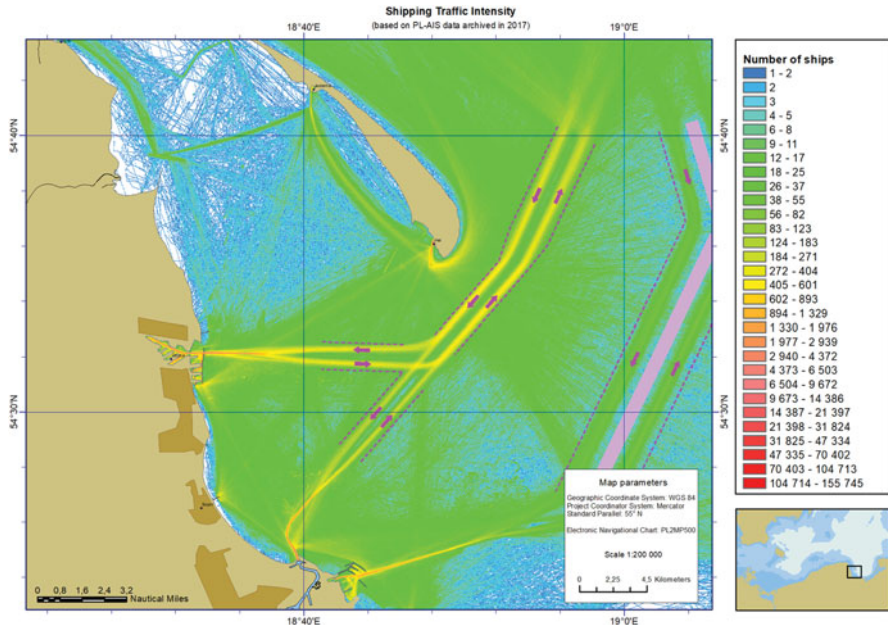 Shipping Traffic Intensity
(based on PL-AIS data archived in 2017)
18°40'E
19°0'E
54°40'N
54°40'N
54°30'N
54°30'N
18°40'E
19°0'E
Number of ships
1 - 2
2
3
4 - 5
6 - 8
9 - 11
12 - 17
18 - 25
26 - 37
38 - 55
56 - 82
83 - 123
124 - 183
184 - 271
272 - 404
405 - 601
602 - 893
894 - 1 329
1 330 - 1 976
1 977 - 2 939
2 940 - 4 372
4 373 - 6 503
6 504 - 9 672
9 673 - 14 386
14 387 - 21 397
21 398 - 31 824
31 825 - 47 334
47 335 - 70 402
70 403 - 104 713
104 714 - 155 745
Map parameters
Geographic Coordinate System: WGS 84
Project Coordinator System: Mercator
Standard Parallel: 55° N
Electronic Navigational Chart: PL2MP500
Scale 1:200 000
0 2,25 4,5 Kilometers
0 0,8 1,6 2,4 3,2
Nautical Miles